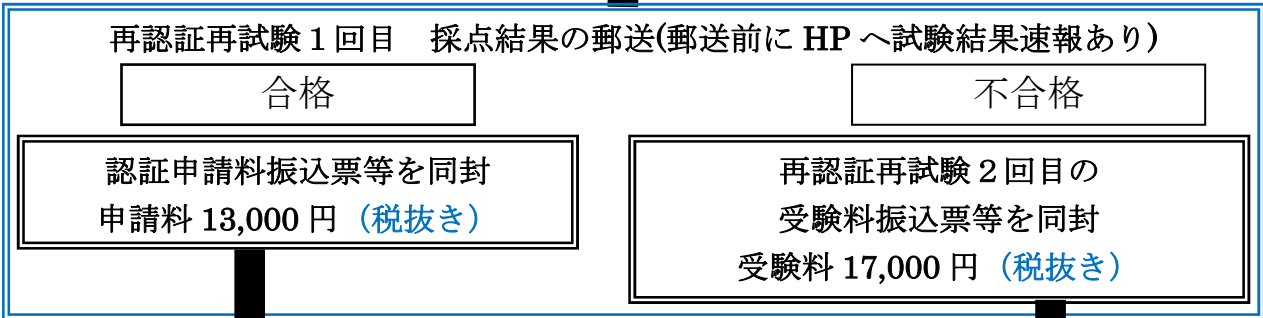 再認証再試験１回目　採点結果の郵送(郵送前に HP へ試験結果速報あり)
合格
不合格
認証申請料振込票等を同封
申請料 13,000 円（税抜き）
再認証再試験２回目の
受験料振込票等を同封
受験料 17,000 円（税抜き）